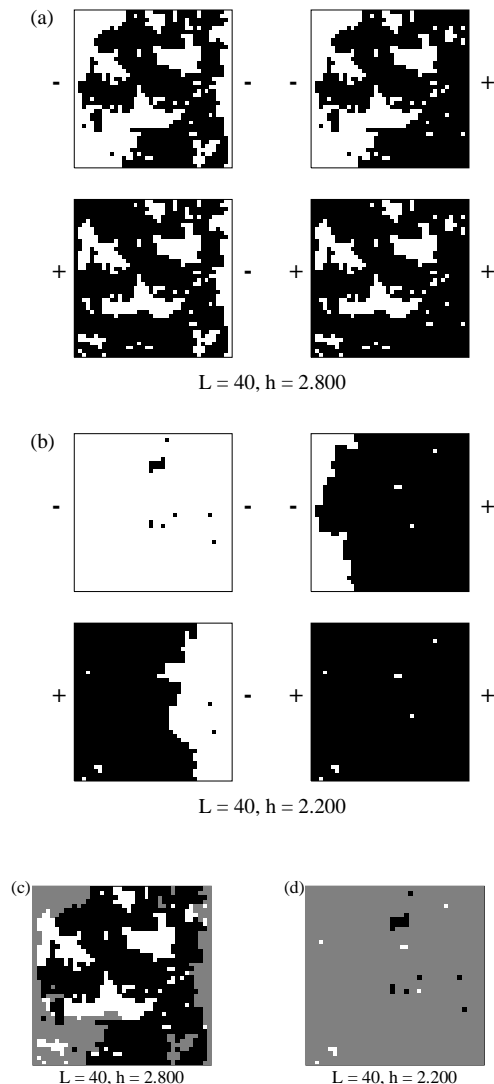 (a)
- - - +
+ - + +
L = 40, h = 2.800
(b)
- - - +
+ - + +
L = 40, h = 2.200
(c) (d)
L = 40, h = 2.800 L = 40, h = 2.200